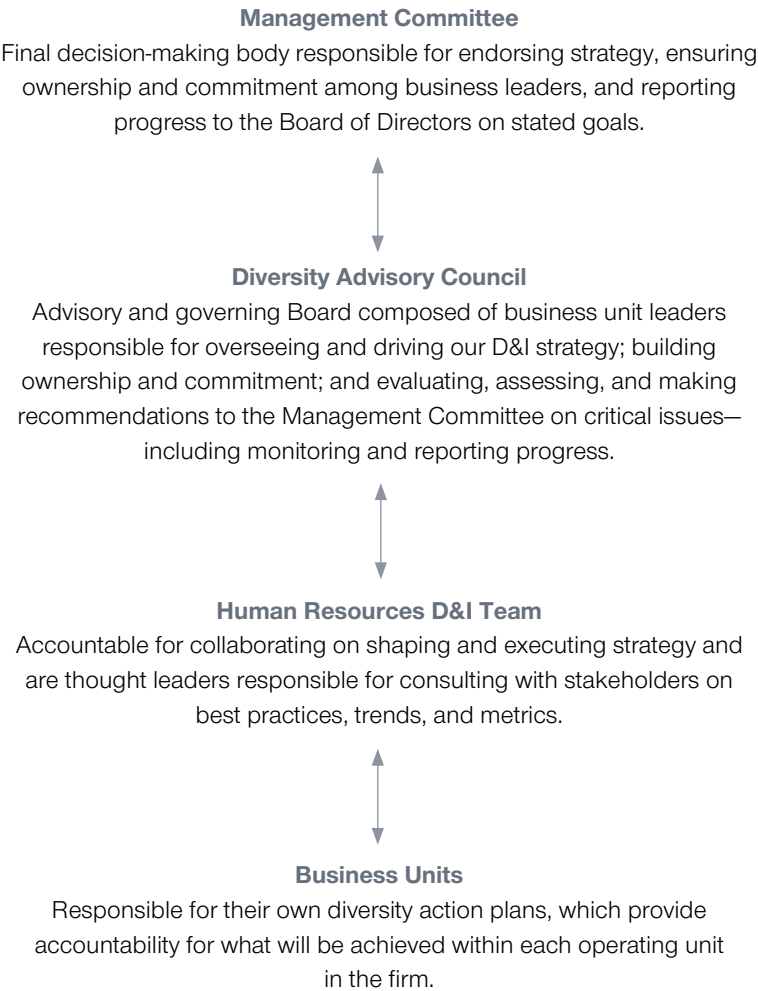 Management Committee
Final decision-making body responsible for endorsing strategy, ensuring
ownership and commitment among business leaders, and reporting
progress to the Board of Directors on stated goals.
Diversity Advisory Council
Advisory and governing Board composed of business unit leaders
responsible for overseeing and driving our D&I strategy; building
ownership and commitment; and evaluating, assessing, and making
recommendations to the Management Committee on critical issues—
including monitoring and reporting progress.
Human Resources D&I Team
Accountable for collaborating on shaping and executing strategy and
are thought leaders responsible for consulting with stakeholders on
best practices, trends, and metrics.
Business Units
Responsible for their own diversity action plans, which provide
accountability for what will be achieved within each operating unit
in the firm.